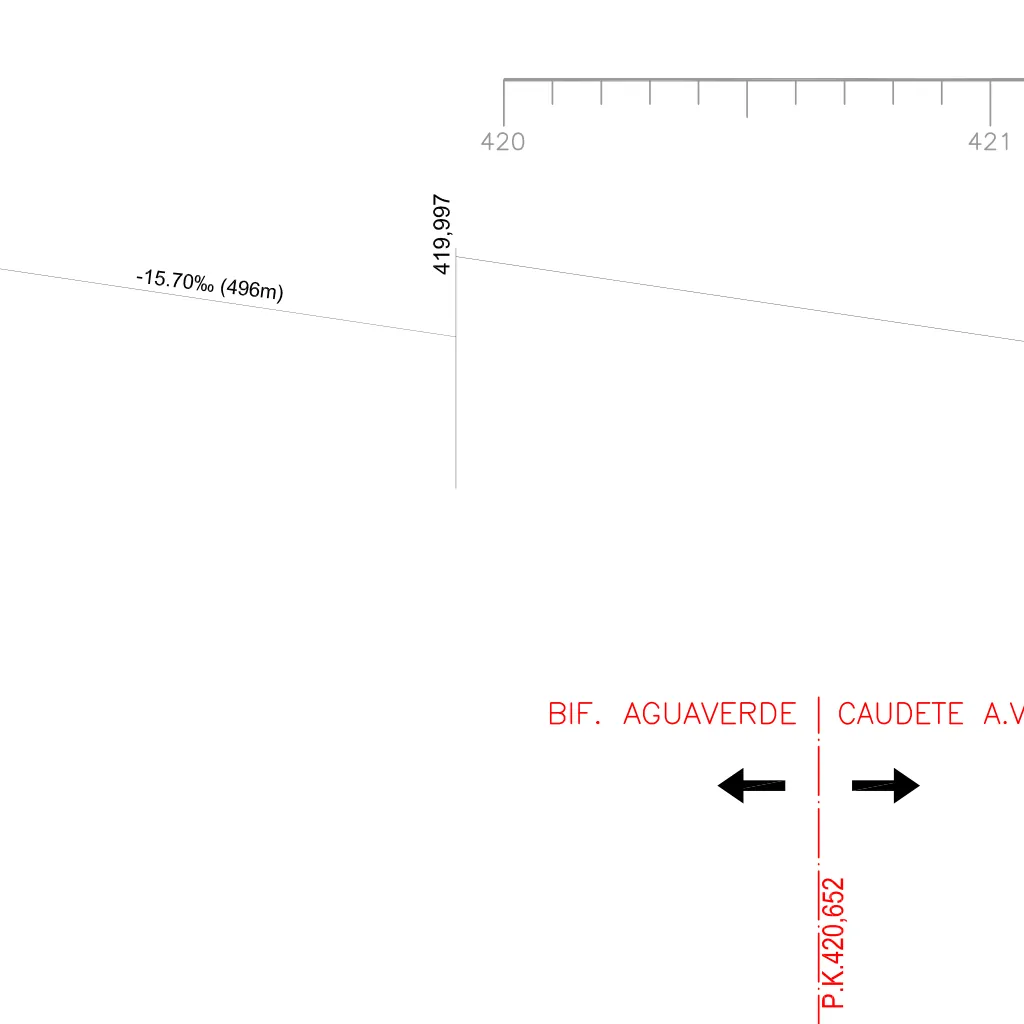 420
421
419,997
-15.70‰ (496m)
BIF. AGUAVERDE
CAUDETE A.V
P.K.420,652